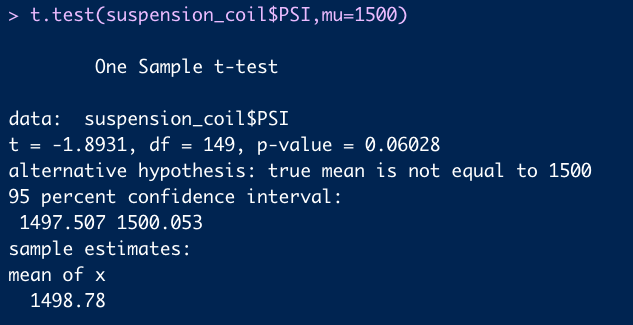 > t.test(suspension_coil$PSI,mu=1500)
One Sample t-test
data:  suspension_coil$PSI
t = -1.8931, df = 149, p-value = 0.06028
alternative hypothesis: true mean is not equal to 1500
95 percent confidence interval:
1497.507 1500.053
sample estimates:
mean of x
1498.78